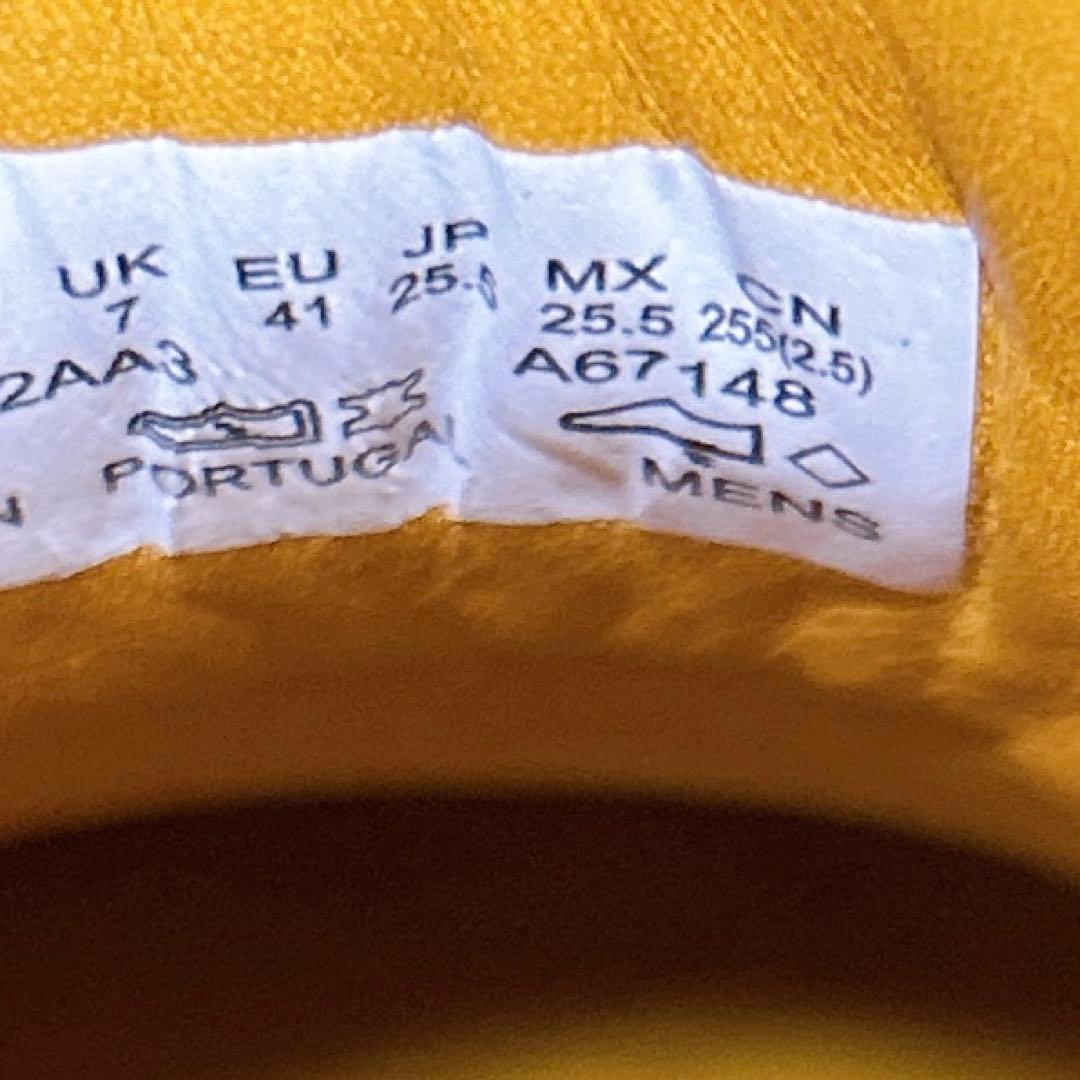 UK EU JP MX CN
7 41 25.5 25.5 255(2.5)
2AA3 A67148
PORTUGAL MENS
N